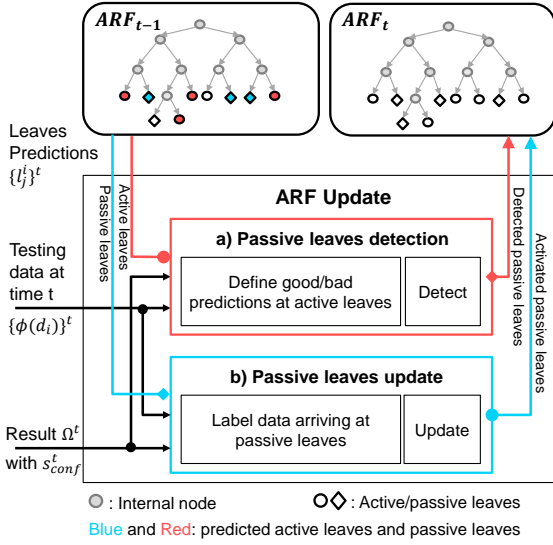 ARF_{t-1}
ARF_t
Leaves
Predictions
{l_j^i}^t
Active leaves
Passive leaves
Detected passive leaves
Activated passive leaves
ARF Update
a) Passive leaves detection
Define good/bad
predictions at active leaves
Detect
Testing
data at
time t
{ϕ(d_i)}^t
b) Passive leaves update
Label data arriving at
passive leaves
Update
Result Ω^t
with s_{conf}^t
: Internal node
: Active/passive leaves
Blue and Red: predicted active leaves and passive leaves